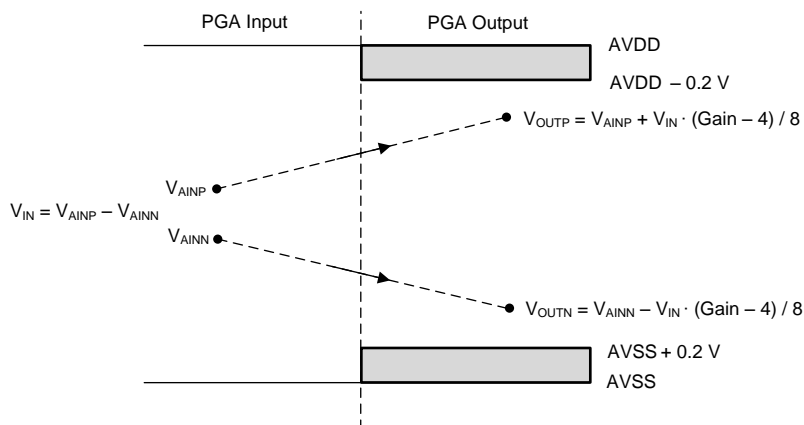 PGA Input
PGA Output
AVDD
AVDD – 0.2 V
V_OUTP = V_AINP + V_IN · (Gain – 4) / 8
V_AINP
V_IN = V_AINP – V_AINN
V_AINN
V_OUTN = V_AINN – V_IN · (Gain – 4) / 8
AVSS + 0.2 V
AVSS